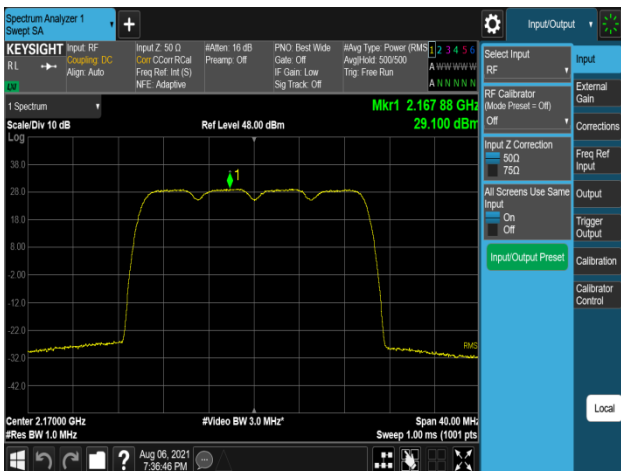 Spectrum Analyzer 1
Swept SA
+
Input/Output
KEYSIGHT
RL
LW
Input: RF
Coupling: DC
Align: Auto
Input Z: 50 Ω
Corr CCorr RCal
Freq Ref: Int (S)
NFE: Adaptive
#Atten: 16 dB
Preamp: Off
PNO: Best Wide
Gate: Off
IF Gain: Low
Sig Track: Off
#Avg Type: Power (RMS
Avg|Hold: 500/500
Trig: Free Run
1 2 3 4 5 6
A W W W W W
A N N N N N
1 Spectrum
Scale/Div 10 dB
Ref Level 48.00 dBm
Mkr1 2.167 88 GHz
29.100 dBm
Log
38.0
28.0
18.0
8.00
-2.00
-12.0
-22.0
-32.0
-42.0
1
RMS
Center 2.17000 GHz
#Res BW 1.0 MHz
#Video BW 3.0 MHz*
Span 40.00 MHz
Sweep 1.00 ms (1001 pts
Select Input
RF
RF Calibrator
(Mode Preset = Off)
Off
Input Z Correction
50Ω
75Ω
All Screens Use Same
Input
On
Off
Input/Output Preset
Input
External
Gain
Corrections
Freq Ref
Input
Output
Trigger
Output
Calibration
Calibrator
Control
Local
?
Aug 06, 2021
7:36:46 PM